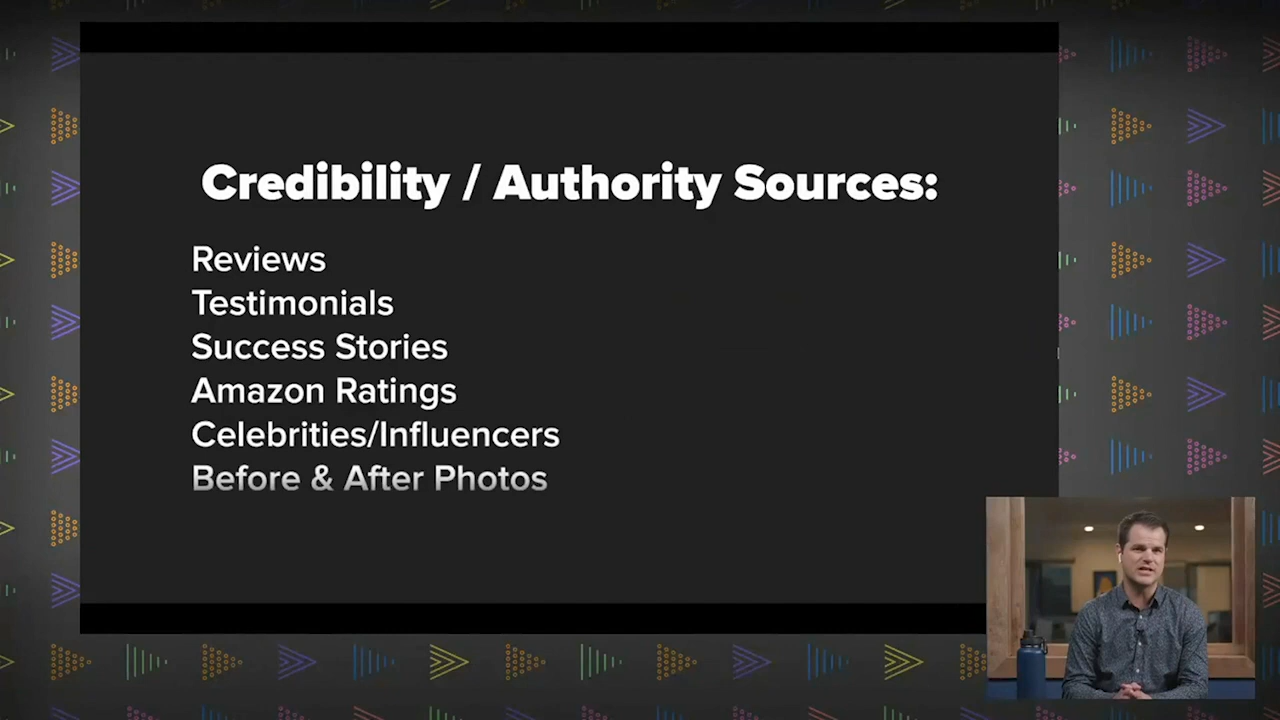 Credibility / Authority Sources:
Reviews
Testimonials
Success Stories
Amazon Ratings
Celebrities/Influencers
Before & After Photos